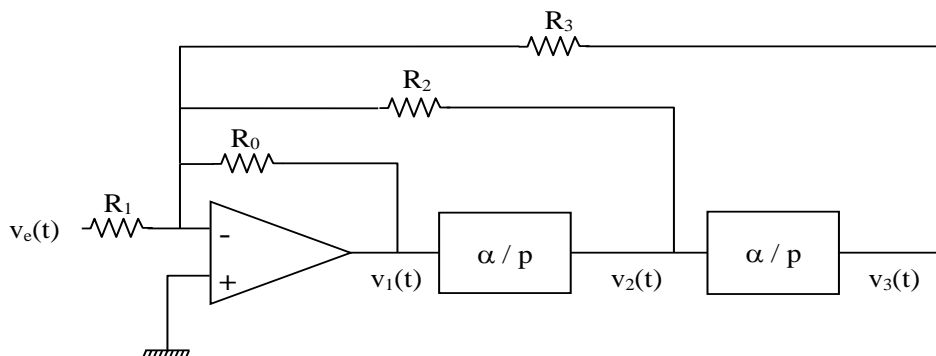 R₃
R₂
R₀
R₁
vₑ(t)
-
+
v₁(t)
α / p
v₂(t)
α / p
v₃(t)